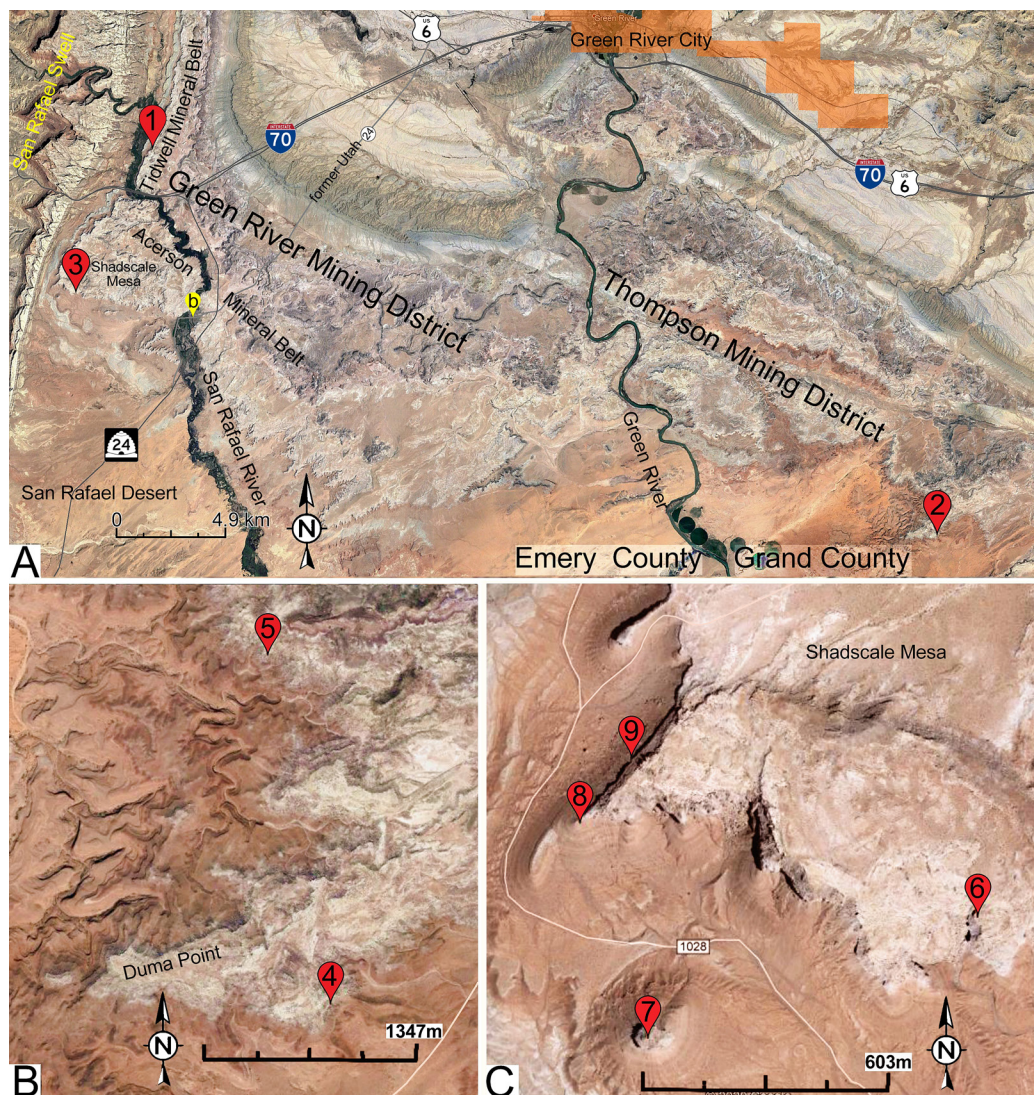 Green River
US
6
Green River City
San Rafael Swell
Tidwell Mineral Belt
1
INTERSTATE
70
former Utah 24
INTERSTATE
70
US
6
Green River Mining District
Acerson
Mineral Belt
3
Shadscale
Mesa
b
Thompson Mining District
San Rafael River
Green River
24
San Rafael Desert
0 4.9 km
N
2
Emery County Grand County
A
5
Duma Point
4
N
1347m
B
Shadscale Mesa
9
8
6
1028
7
N
603m
C